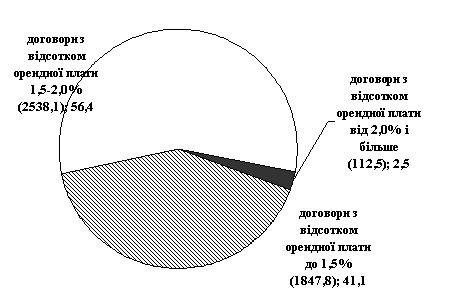 договори з
відсотком
орендної плати
1,5-2,0%
(2538,1); 56,4
договори з
відсотком
орендної плати
від 2,0% і
більше
(112,5); 2,5
договори з
відсотком
орендної плати
до 1,5%
(1847,8); 41,1